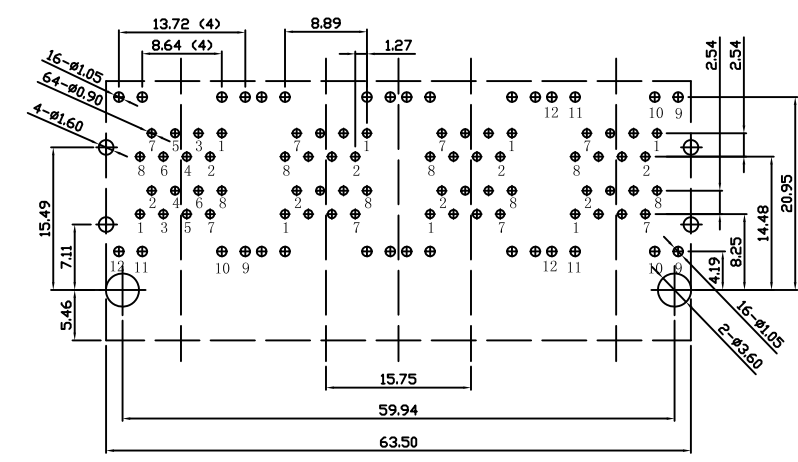 13.72 (4)
8.89
8.64 (4)
1.27
2.54
2.54
16-ø1.05
64-ø0.90
4-ø1.60
12 11 10 9
7 5 3 1 7 1 7 1 7 1
8 6 4 2 8 2 8 2 8 2
2 4 6 8 2 8 2 8 2 8
1 3 5 7 1 7 1 7 1 7
12 11 10 9 12 11 10 9
15.49
7.11
5.46
20.95
14.48
8.25
4.19
16-ø1.05
2-ø3.60
15.75
59.94
63.50